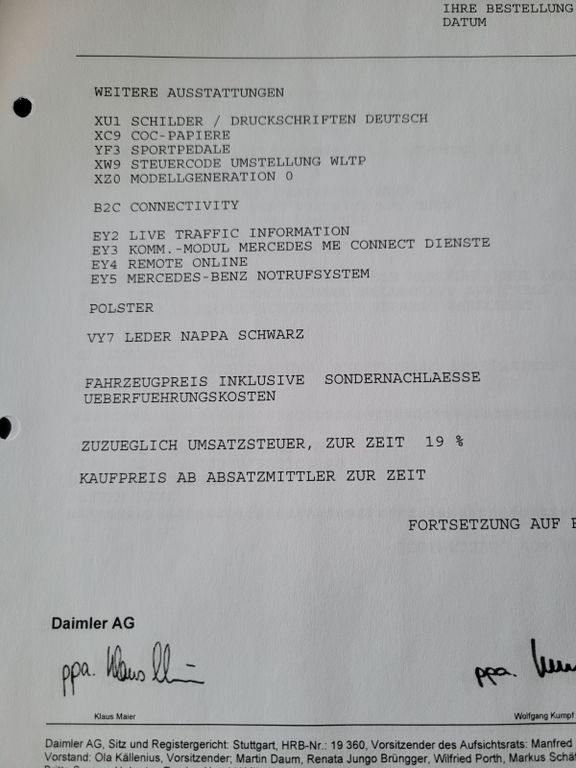 IHRE BESTELLUNG
DATUM
WEITERE AUSSTATTUNGEN
XU1 SCHILDER / DRUCKSCHRIFTEN DEUTSCH
XC9 COC-PAPIERE
YF3 SPORTPEDALE
XW9 STEUERCODE UMSTELLUNG WLTP
XZ0 MODELLGENERATION 0
B2C CONNECTIVITY
EY2 LIVE TRAFFIC INFORMATION
EY3 KOMM.-MODUL MERCEDES ME CONNECT DIENSTE
EY4 REMOTE ONLINE
EY5 MERCEDES-BENZ NOTRUFSYSTEM
POLSTER
VY7 LEDER NAPPA SCHWARZ
FAHRZEUGPREIS INKLUSIVE SONDERNACHLAESSE
UEBERFUEHRUNGSKOSTEN
ZUZUEGLICH UMSATZSTEUER, ZUR ZEIT 19 %
KAUFPREIS AB ABSATZMITTLER ZUR ZEIT
FORTSETZUNG AUF
Daimler AG
ppa. Klaus
ppa.
Klaus Maier
Wolfgang Kumpf
Daimler AG, Sitz und Registergericht: Stuttgart, HRB-Nr.: 19 360, Vorsitzender des Aufsichtsrats: Manfred
Vorstand: Ola Källenius, Vorsitzender; Martin Daum, Renata Jungo Brüngger, Wilfried Porth, Markus